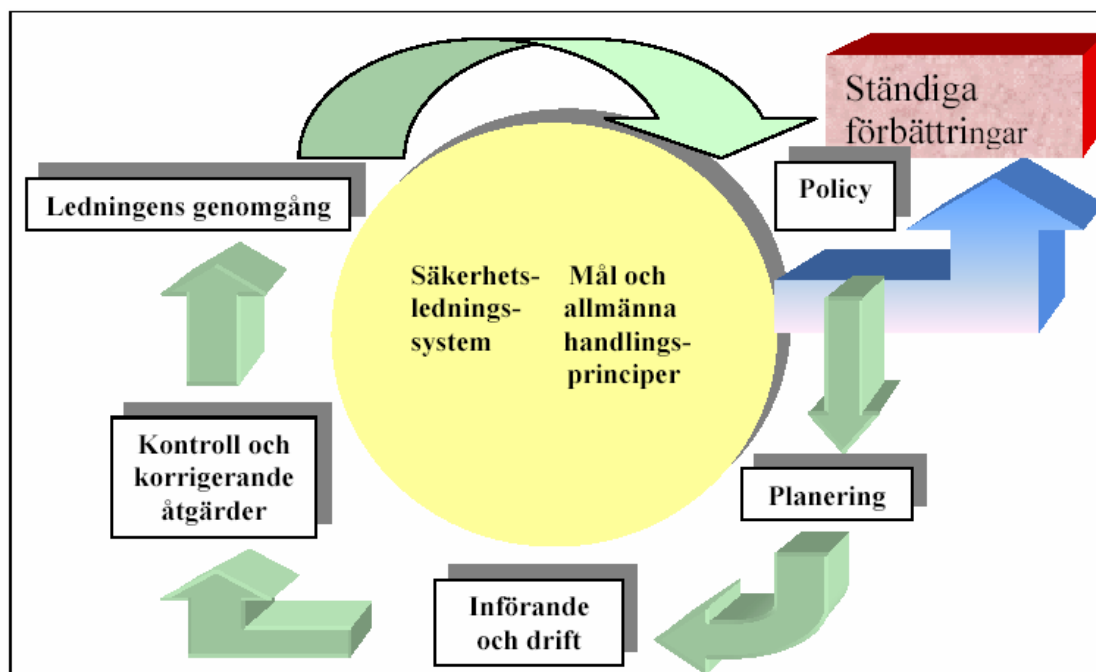 Ständiga
förbättringar
Policy
Ledningens genomgång
Säkerhets-
lednings-
system
Mål och
allmänna
handlings-
principer
Kontroll och
korrigerande
åtgärder
Planering
Införande
och drift